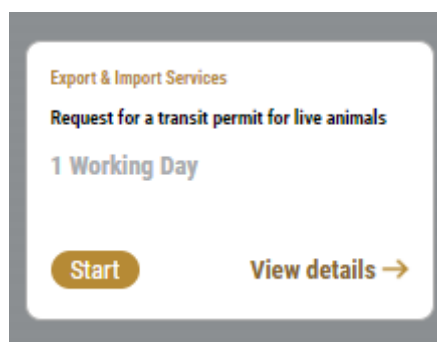 Export & Import Services
Request for a transit permit for live animals
1 Working Day
Start
View details →